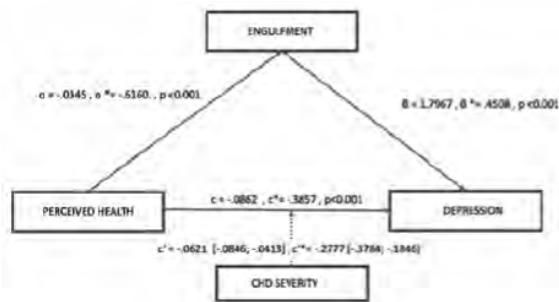 ENGULFMENT
α = -.0345 , α *= -.6160. , p <0.001
β = 1.7967 , β *= .4508 , p <0.001
c = -.0862 , c*= -.3857 , p<0.001
PERCEIVED HEALTH
DEPRESSION
c' = -.0621 [-.0846; -.0413] , c'*= -.2777 [-.3784; -.1846]
CHD SEVERITY